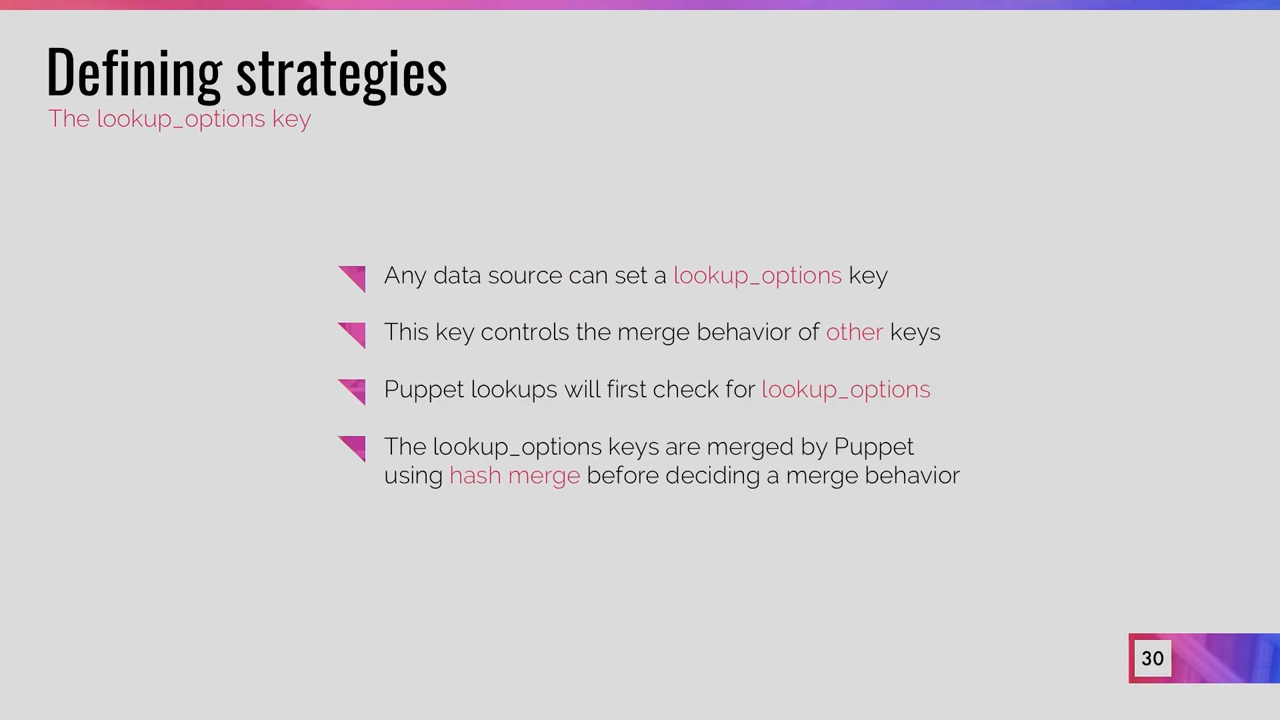 Defining strategies
The lookup_options key
Any data source can set a lookup_options key
This key controls the merge behavior of other keys
Puppet lookups will first check for lookup_options
The lookup_options keys are merged by Puppet
using hash merge before deciding a merge behavior
30